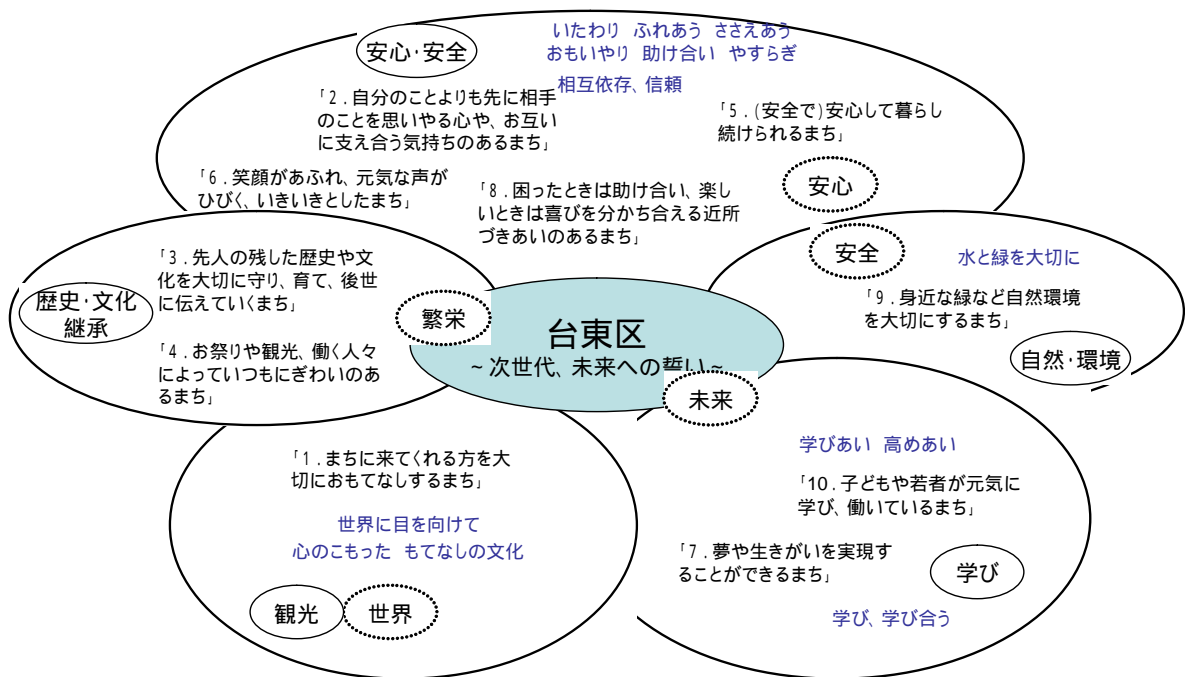 安心・安全
いたわり ふれあう ささえあう
おもいやり 助け合い やすらぎ
相互依存、信頼
「2.自分のことよりも先に相手
のことを思いやる心や、お互い
に支え合う気持ちのあるまち」
「5.(安全で)安心して暮らし
続けられるまち」
「6.笑顔があふれ、元気な声が
ひびく、いきいきとしたまち」
「8.困ったときは助け合い、楽し
いときは喜びを分かち合える近所
づきあいのあるまち」
安心
安全
水と緑を大切に
「9.身近な緑など自然環境
を大切にするまち」
自然・環境
「3.先人の残した歴史や文
化を大切に守り、育て、後世
に伝えていくまち」
歴史・文化
継承
繁栄
「4.お祭りや観光、働く人々
によっていつもにぎわいのあ
るまち」
台東区
~次世代、未来への誓い~
未来
「1.まちに来てくれる方を大
切におもてなしするまち」
世界に目を向けて
心のこもった もてなしの文化
観光
世界
学びあい 高めあい
「10.子どもや若者が元気に
学び、働いているまち」
「7.夢や生きがいを実現す
ることができるまち」
学び
学び、学び合う